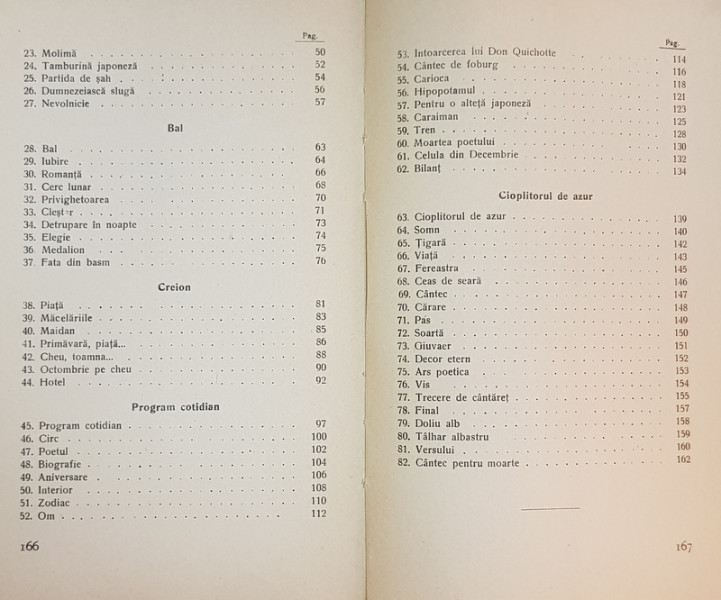 Pag.
23. Molimă . . . . . . . . . . . . . . . . . 50
24. Tamburină japoneză . . . . . . . . . . . . . 52
25. Partida de șah . . . . . . . . . . . . . . . 54
26. Dumnezeiască slugă . . . . . . . . . . . . . 56
27. Nevolnicie . . . . . . . . . . . . . . . . . 57
Bal
28. Bal . . . . . . . . . . . . . . . . . 63
29. Iubire . . . . . . . . . . . . . . . . . 64
30. Romanță . . . . . . . . . . . . . . . . . 66
31. Cerc lunar . . . . . . . . . . . . . . . . . 68
32. Privighetoarea . . . . . . . . . . . . . . . 70
33. Cleștar . . . . . . . . . . . . . . . . . 71
34. Detrupare în noapte . . . . . . . . . . . . . 73
35. Elegie . . . . . . . . . . . . . . . . . 74
36. Medalion . . . . . . . . . . . . . . . . . 75
37. Fata din basm . . . . . . . . . . . . . . . 76
Creion
38. Piață . . . . . . . . . . . . . . . . . 81
39. Măcelăriile . . . . . . . . . . . . . . . . . 83
40. Maidan . . . . . . . . . . . . . . . . . 85
41. Primăvară, piață... . . . . . . . . . . . . . 86
42. Cheu, toamna... . . . . . . . . . . . . . . . 88
43. Octombrie pe cheu . . . . . . . . . . . . . 90
44. Hotel . . . . . . . . . . . . . . . . . 92
Program cotidian
45. Program cotidian . . . . . . . . . . . . . 97
46. Circ . . . . . . . . . . . . . . . . . 100
47. Poetul . . . . . . . . . . . . . . . . . 102
48. Biografie . . . . . . . . . . . . . . . . . 104
49. Aniversare . . . . . . . . . . . . . . . . . 106
50. Interior . . . . . . . . . . . . . . . . . 108
51. Zodiac . . . . . . . . . . . . . . . . . 110
52. Om . . . . . . . . . . . . . . . . . 112
166
Pag.
53. Intoarcerea lui Don Quichotte . . . . . . . . 114
54. Cântec de foburg . . . . . . . . . . . . . 116
55. Carioca . . . . . . . . . . . . . . . . . 118
56. Hipopotamul . . . . . . . . . . . . . . . 121
57. Pentru o alteță japoneză . . . . . . . . . . 123
58. Caraiman . . . . . . . . . . . . . . . . . 125
59. Tren . . . . . . . . . . . . . . . . . 128
60. Moartea poetului . . . . . . . . . . . . . 130
61. Celula din Decembrie . . . . . . . . . . . 132
62. Bilanț . . . . . . . . . . . . . . . . . 134
Cioplitorul de azur
63. Cioplitorul de azur . . . . . . . . . . . . . 139
64. Somn . . . . . . . . . . . . . . . . . 140
65. Țigară . . . . . . . . . . . . . . . . . 142
66. Viață . . . . . . . . . . . . . . . . . 143
67. Fereastra . . . . . . . . . . . . . . . . . 145
68. Ceas de seară . . . . . . . . . . . . . . . 146
69. Cântec . . . . . . . . . . . . . . . . . 147
70. Cărare . . . . . . . . . . . . . . . . . 148
71. Pas . . . . . . . . . . . . . . . . . 149
72. Soartă . . . . . . . . . . . . . . . . . 150
73. Giuvaer . . . . . . . . . . . . . . . . . 151
74. Decor etern . . . . . . . . . . . . . . . 152
75. Ars poetica . . . . . . . . . . . . . . . 153
76. Vis . . . . . . . . . . . . . . . . . 154
77. Trecere de cântăreț . . . . . . . . . . . . . 155
78. Final . . . . . . . . . . . . . . . . . 157
79. Doliu alb . . . . . . . . . . . . . . . . . 158
80. Tâlhar albastru . . . . . . . . . . . . . . . 159
81. Versului . . . . . . . . . . . . . . . . . 160
82. Cântec pentru moarte . . . . . . . . . . . 162
167